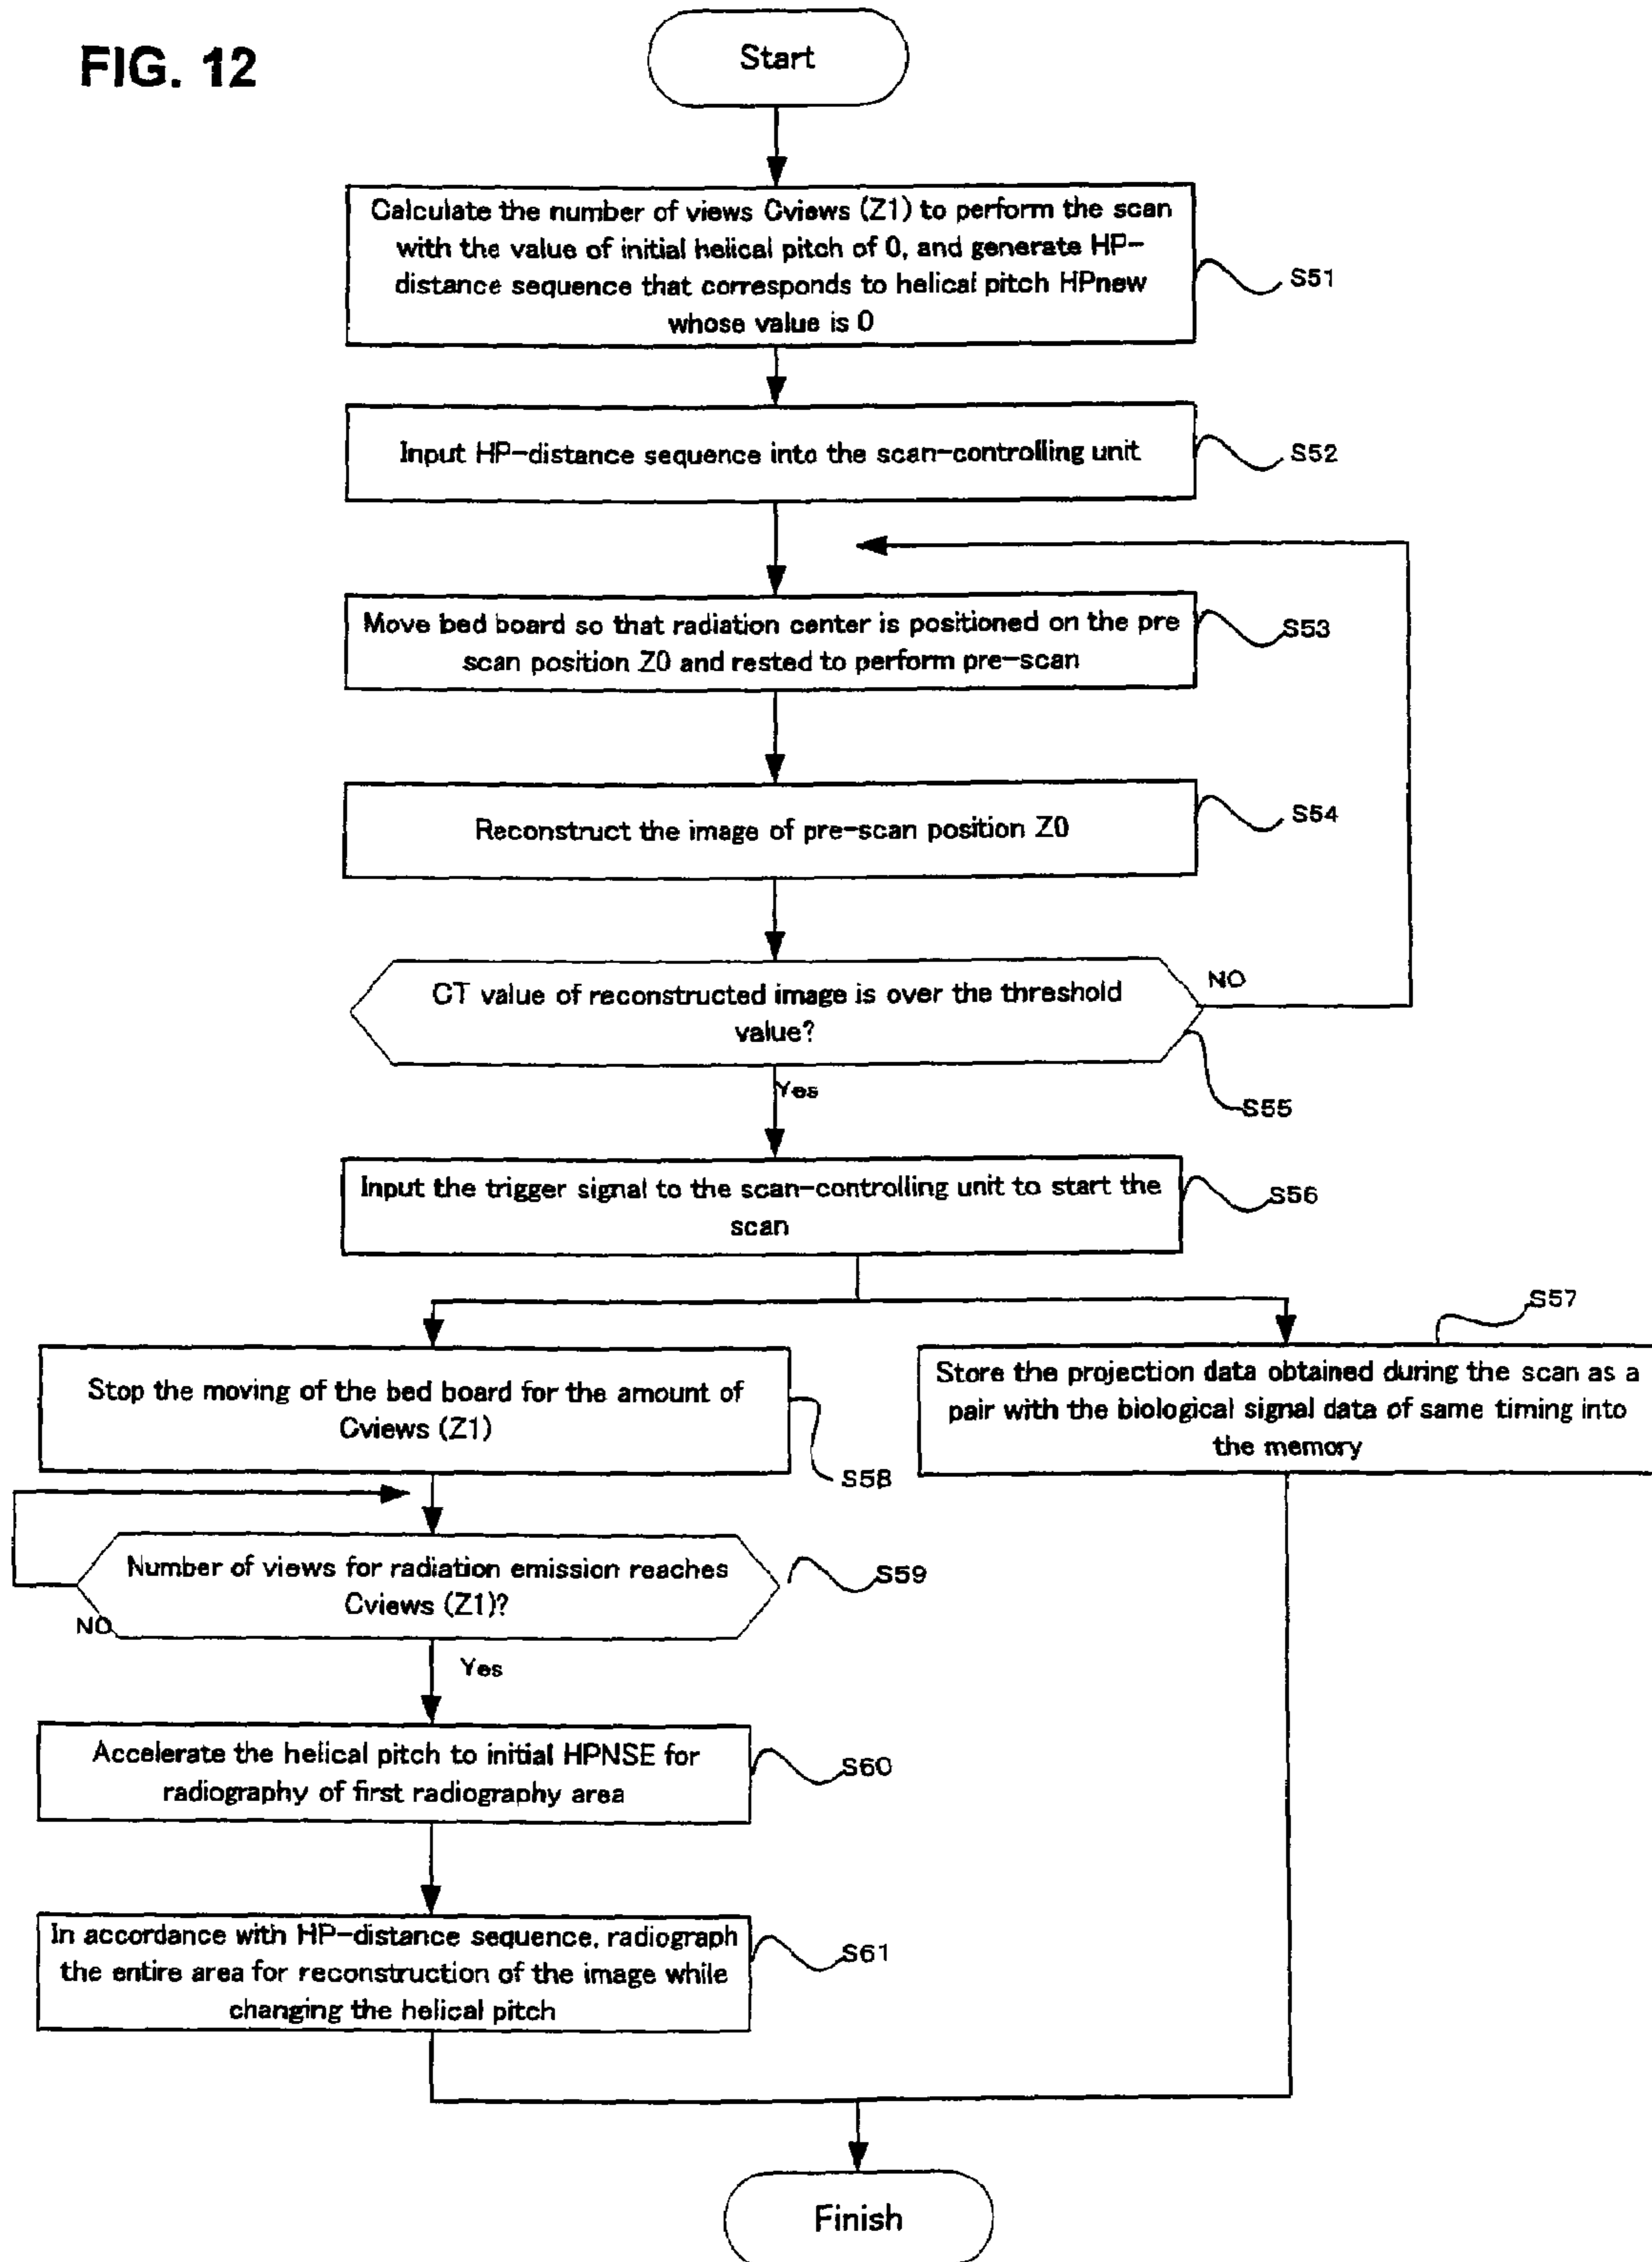 FIG. 12
Start
Calculate the number of views Cviews (Z1) to perform the scan
with the value of initial helical pitch of 0, and generate HP-
distance sequence that corresponds to helical pitch HPnew
whose value is 0
S51
Input HP-distance sequence into the scan-controlling unit
S52
Move bed board so that radiation center is positioned on the pre
scan position Z0 and rested to perform pre-scan
S53
Reconstruct the image of pre-scan position Z0
S54
CT value of reconstructed image is over the threshold
value?
NO
S55
Yes
Input the trigger signal to the scan-controlling unit to start the
scan
S56
S57
Stop the moving of the bed board for the amount of
Cviews (Z1)
S58
Store the projection data obtained during the scan as a
pair with the biological signal data of same timing into
the memory
Number of views for radiation emission reaches
Cviews (Z1)?
S59
NO
Yes
Accelerate the helical pitch to initial HPNSE for
radiography of first radiography area
S60
In accordance with HP-distance sequence, radiograph
the entire area for reconstruction of the image while
changing the helical pitch
S61
Finish